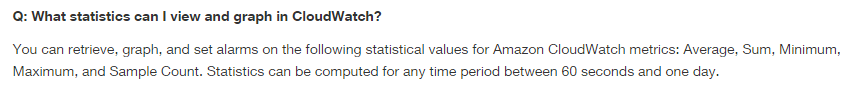 Q: What statistics can I view and graph in CloudWatch?
You can retrieve, graph, and set alarms on the following statistical values for Amazon CloudWatch metrics: Average, Sum, Minimum,
Maximum, and Sample Count. Statistics can be computed for any time period between 60 seconds and one day.